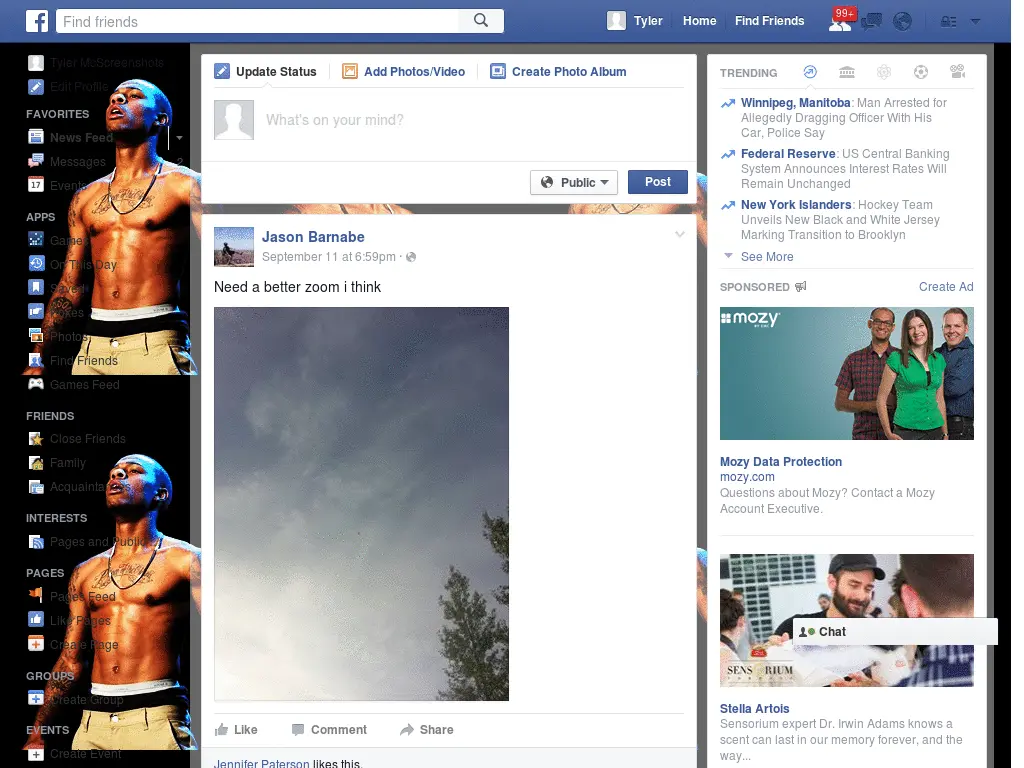 Find friends
Tyler
Home
Find Friends
99+
Tyler McScreenshots
Edit Profile
FAVORITES
News Feed
Messages
2
17
Events
APPS
Games
On This Day
Saved
Pokes
Photos
Find Friends
Games Feed
FRIENDS
Close Friends
Family
INTERESTS
PAGES
Pages Feed
Like Pages
Create Page
GROUPS
Create Group
EVENTS
Create Event
Update Status
Add Photos/Video
Create Photo Album
What's on your mind?
Public
Post
Jason Barnabe
September 11 at 6:59pm ·
Need a better zoom i think
Like
Comment
Share
Jennifer Paterson likes this.
TRENDING
Winnipeg, Manitoba: Man Arrested for
Allegedly Dragging Officer With His
Car, Police Say
Federal Reserve: US Central Banking
System Announces Interest Rates Will
Remain Unchanged
New York Islanders: Hockey Team
Unveils New Black and White Jersey
Marking Transition to Brooklyn
See More
SPONSORED
Create Ad
mozy
BY EMC
Mozy Data Protection
mozy.com
Questions about Mozy? Contact a Mozy
Account Executive.
Chat
SENSORIUM
Stella Artois
Sensorium expert Dr. Irwin Adams knows a
scent can last in our memory forever, and the
way...